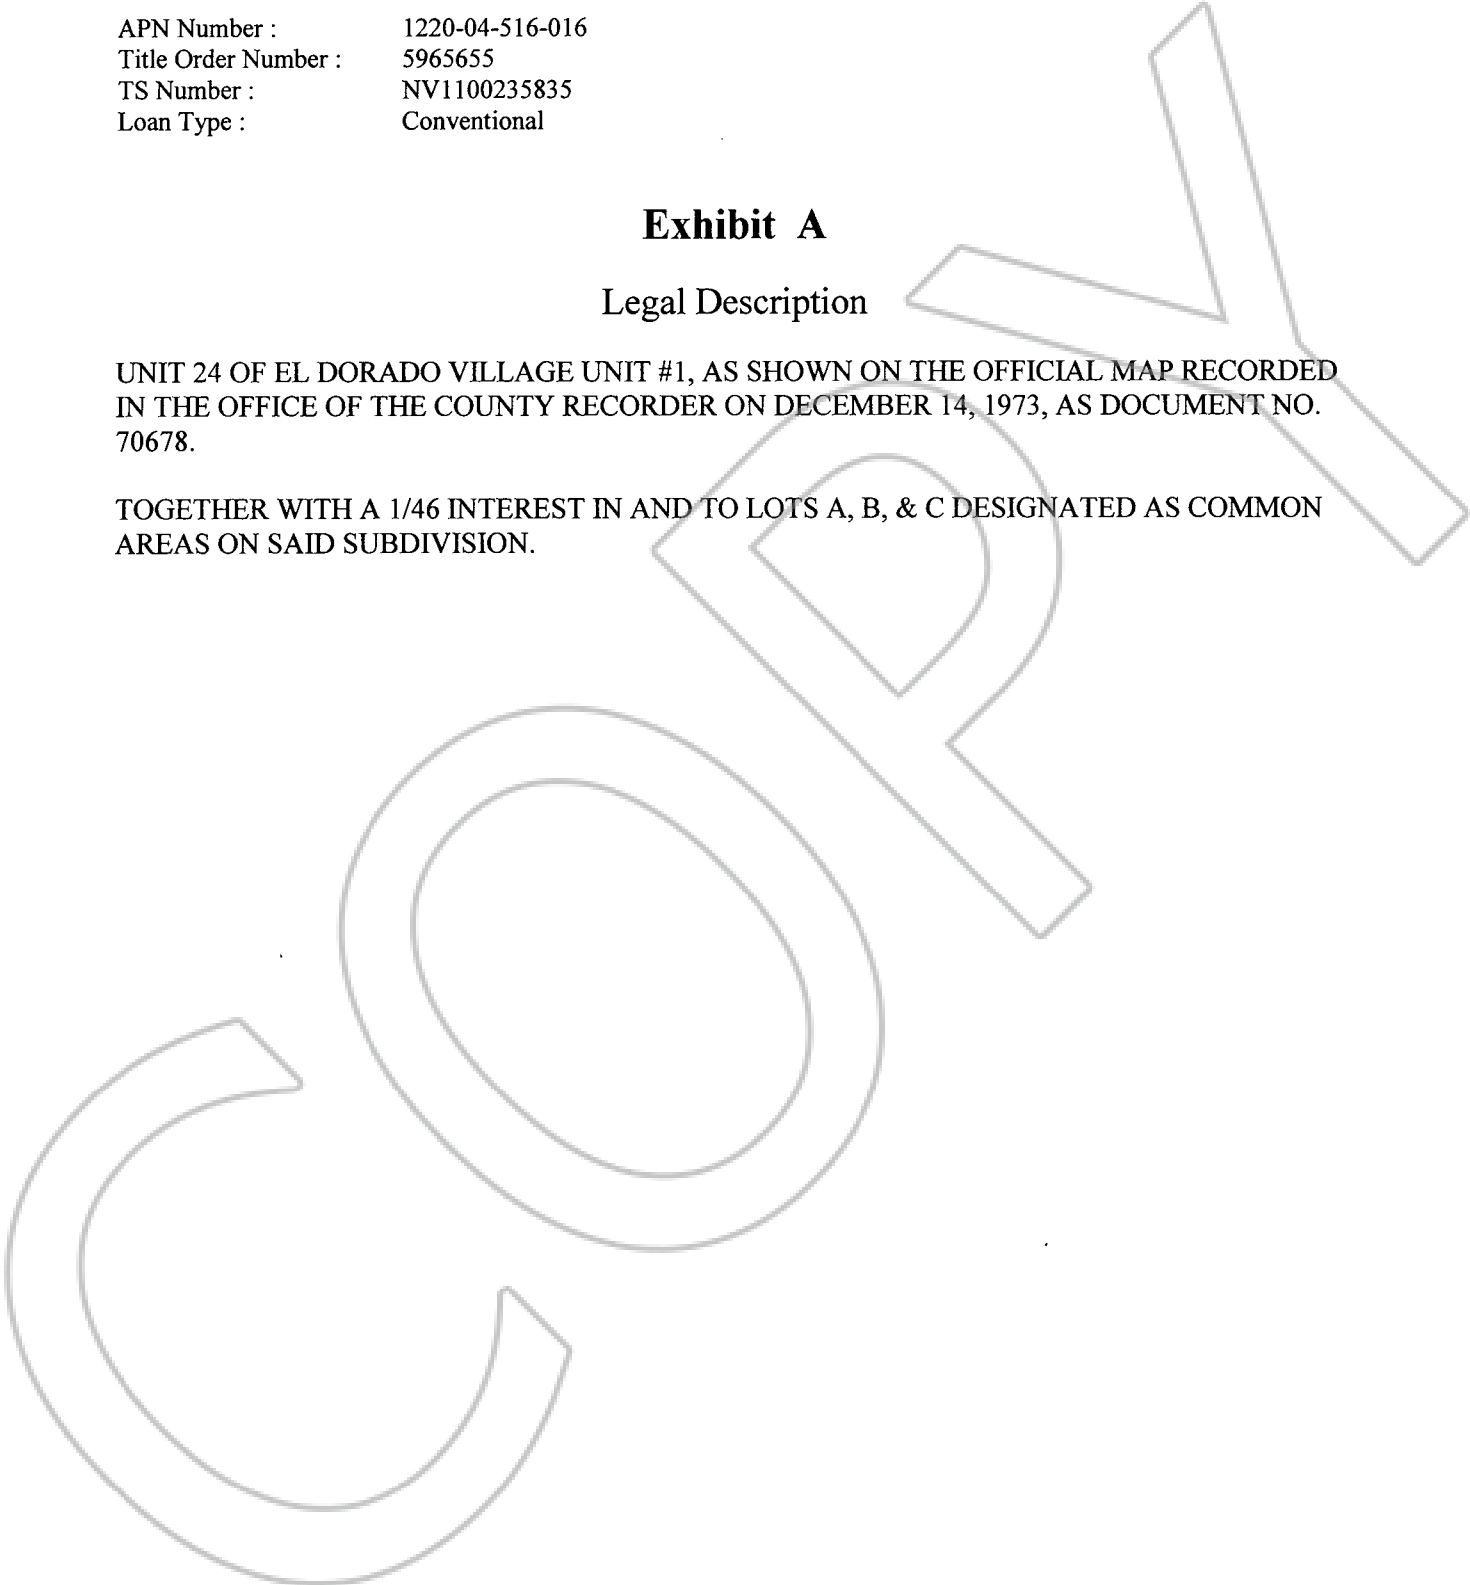 APN Number : 1220-04-516-016
Title Order Number : 5965655
TS Number : NV1100235835
Loan Type : Conventional
Exhibit A
Legal Description
UNIT 24 OF EL DORADO VILLAGE UNIT #1, AS SHOWN ON THE OFFICIAL MAP RECORDED
IN THE OFFICE OF THE COUNTY RECORDER ON DECEMBER 14, 1973, AS DOCUMENT NO.
70678.
TOGETHER WITH A 1/46 INTEREST IN AND TO LOTS A, B, & C DESIGNATED AS COMMON
AREAS ON SAID SUBDIVISION.
COPY